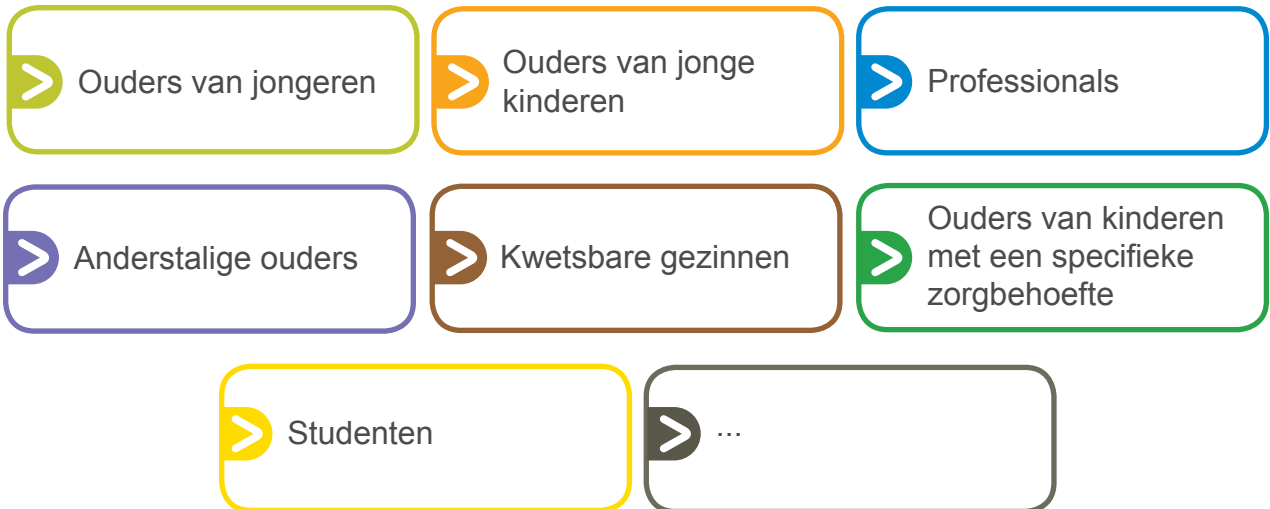 Ouders van jongeren
Ouders van jonge
kinderen
Professionals
Anderstalige ouders
Kwetsbare gezinnen
Ouders van kinderen
met een specifieke
zorgbehoefte
Studenten
...